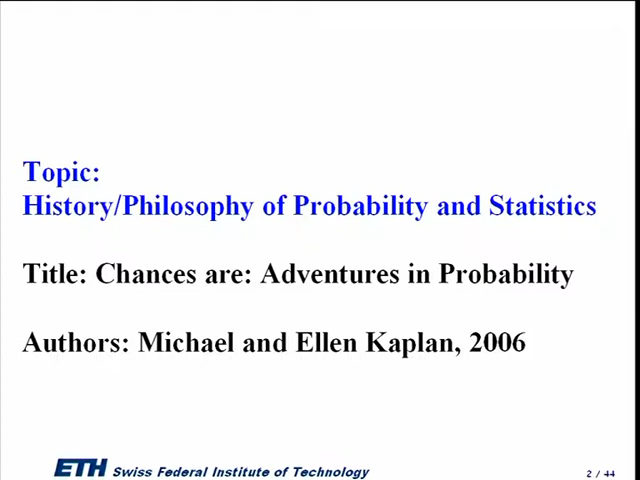 Topic:
History/Philosophy of Probability and Statistics
Title: Chances are: Adventures in Probability
Authors: Michael and Ellen Kaplan, 2006
ETH Swiss Federal Institute of Technology
2 / 44